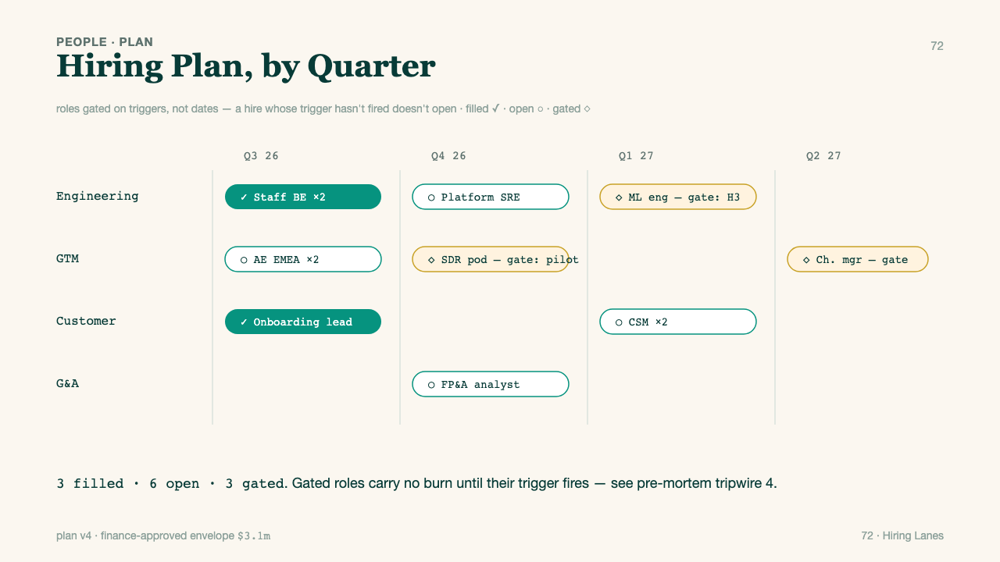 PEOPLE · PLAN
72
Hiring Plan, by Quarter
roles gated on triggers, not dates — a hire whose trigger hasn't fired doesn't open · filled ✓ · open ○ · gated ◇
Q3 26 Q4 26 Q1 27 Q2 27
Engineering ✓ Staff BE ×2 ○ Platform SRE ◇ ML eng — gate: H3
GTM ○ AE EMEA ×2 ◇ SDR pod — gate: pilot ◇ Ch. mgr — gate
Customer ✓ Onboarding lead ○ CSM ×2
G&A ○ FP&A analyst
3 filled · 6 open · 3 gated. Gated roles carry no burn until their trigger fires — see pre-mortem tripwire 4.
plan v4 · finance-approved envelope $3.1m
72 · Hiring Lanes